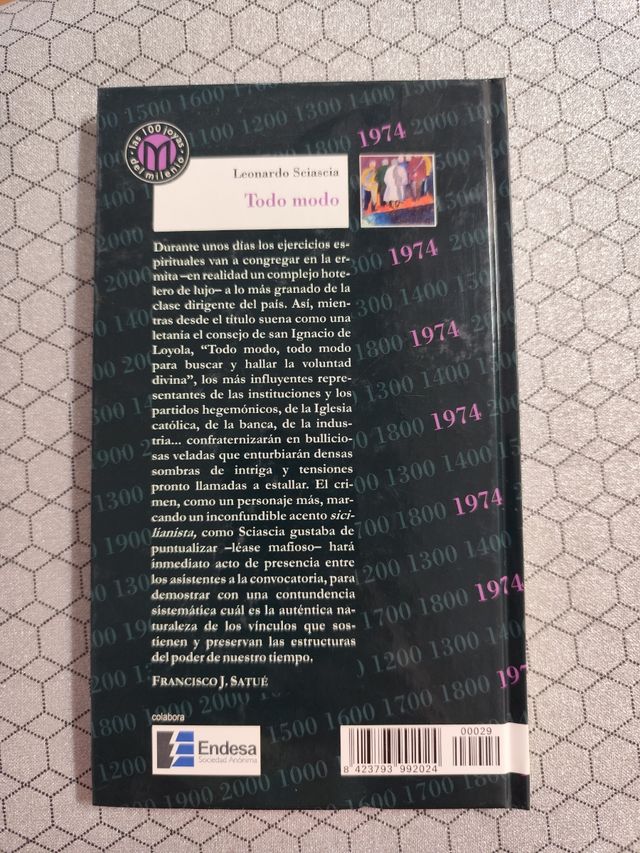 las 100 joyas
del milenio
1974
Leonardo Sciascia
Todo modo
Durante unos días los ejercicios es-
pirituales van a congregar en la er-
mita –en realidad un complejo hote-
lero de lujo– a lo más granado de la
clase dirigente del país. Así, mien-
tras desde el título suena como una
letanía el consejo de san Ignacio de
Loyola, “Todo modo, todo modo
para buscar y hallar la voluntad
divina”, los más influyentes repre-
sentantes de las instituciones y los
partidos hegemónicos, de la Iglesia
católica, de la banca, de la indus-
tria... confraternizarán en bullicio-
sas veladas que enturbiarán densas
sombras de intriga y tensiones
pronto llamadas a estallar. El cri-
men, como un personaje más, mar-
cando un inconfundible acento sici-
lianista, como Sciascia gustaba de
puntualizar –léase mafioso– hará
inmediato acto de presencia entre
los asistentes a la convocatoria, para
demostrar con una contundencia
sistemática cuál es la auténtica natu-
raleza de los vínculos que sos-
tienen y preservan las estructuras
del poder de nuestro tiempo.
FRANCISCO J. SATUÉ
1974
1974
1974
1974
1974
colabora
Endesa
Sociedad Anónima
00029
8 423793 992024